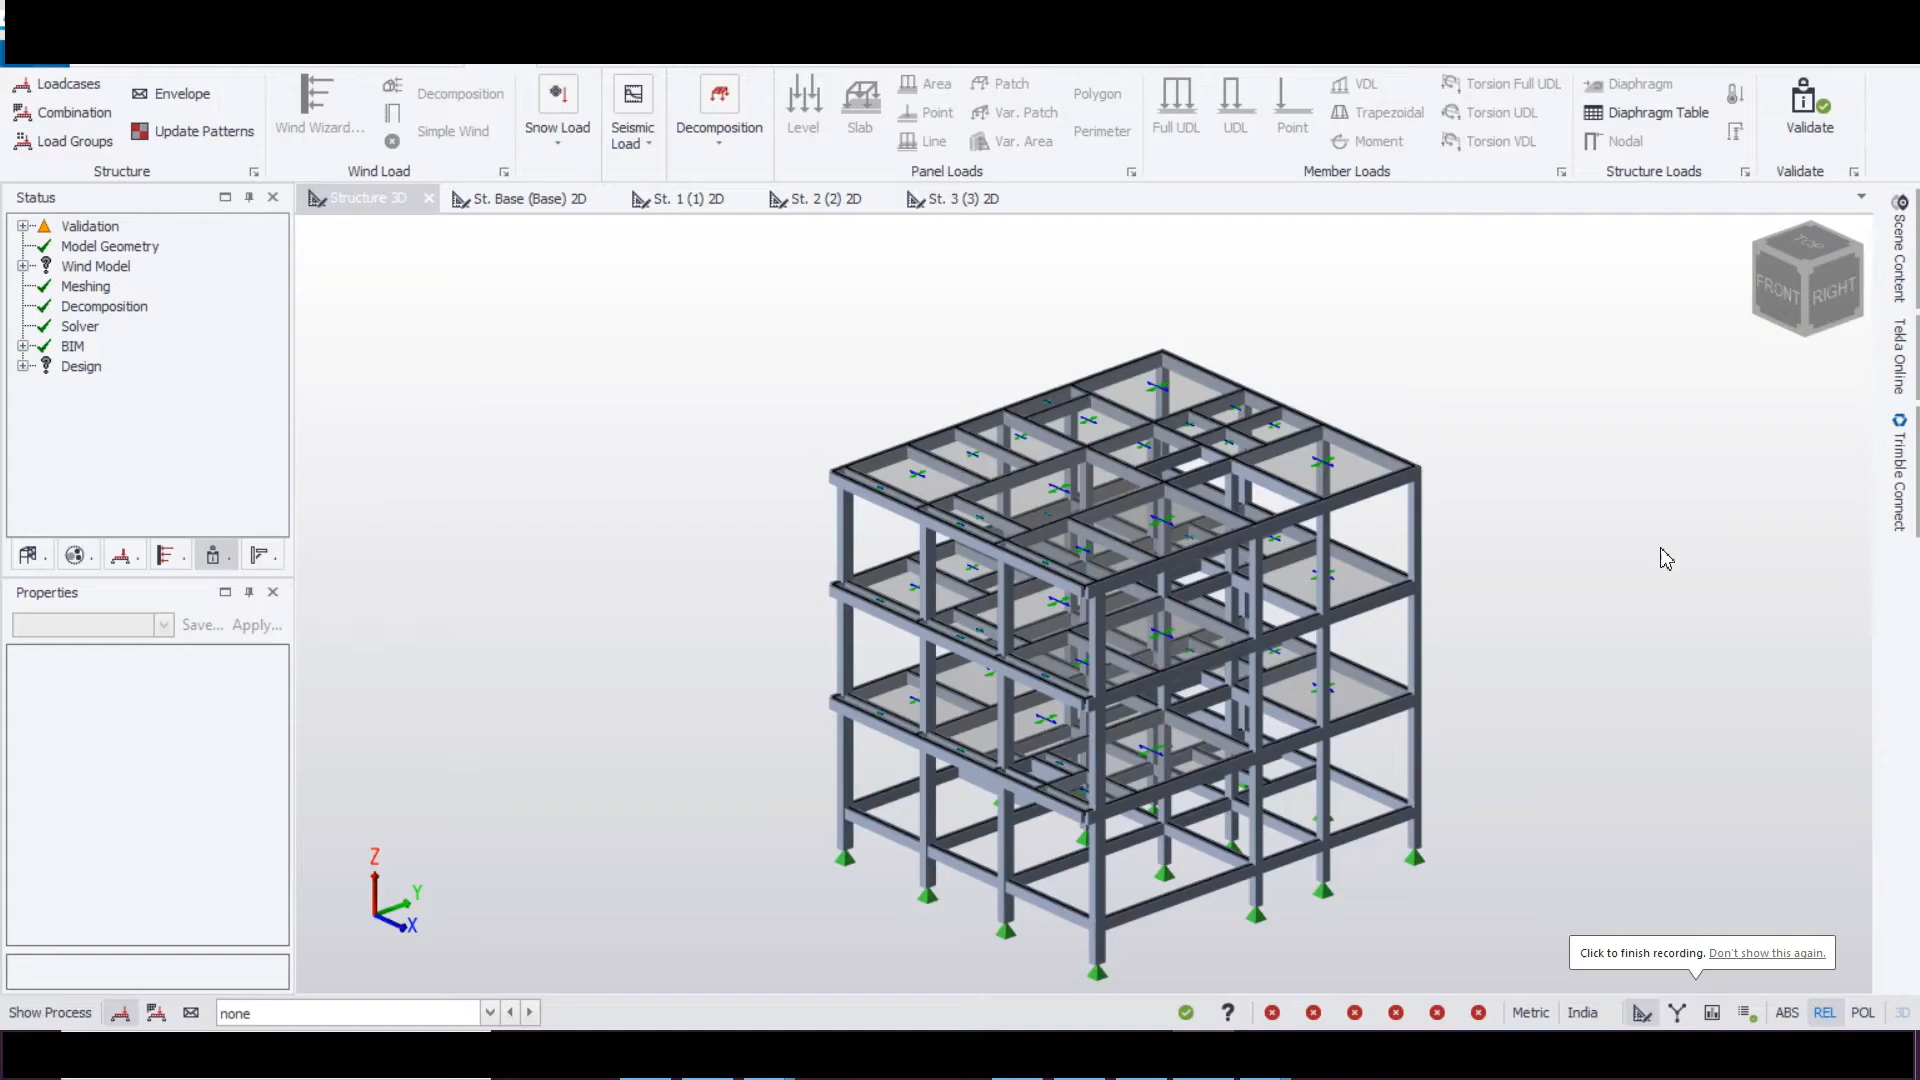 Loadcases
Combination
Load Groups
Envelope
Update Patterns
Structure
Wind Wizard...
Decomposition
Simple Wind
Wind Load
Snow Load
Seismic
Load
Decomposition
Level
Slab
Area
Point
Line
Patch
Var. Patch
Var. Area
Polygon
Perimeter
Panel Loads
Full UDL
UDL
Point
VDL
Trapezoidal
Moment
Torsion Full UDL
Torsion UDL
Torsion VDL
Member Loads
Diaphragm
Diaphragm Table
Nodal
Structure Loads
Validate
Validate
Status
Structure 3D
St. Base (Base) 2D
St. 1 (1) 2D
St. 2 (2) 2D
St. 3 (3) 2D
Validation
Model Geometry
Wind Model
Meshing
Decomposition
Solver
BIM
Design
Properties
Save...
Apply...
TOP
FRONT
RIGHT
Scene Content
Tekla Online
Trimble Connect
Z
Y
X
Click to finish recording. Don't show this again.
Show Process
none
Metric
India
ABS
REL
POL
3D